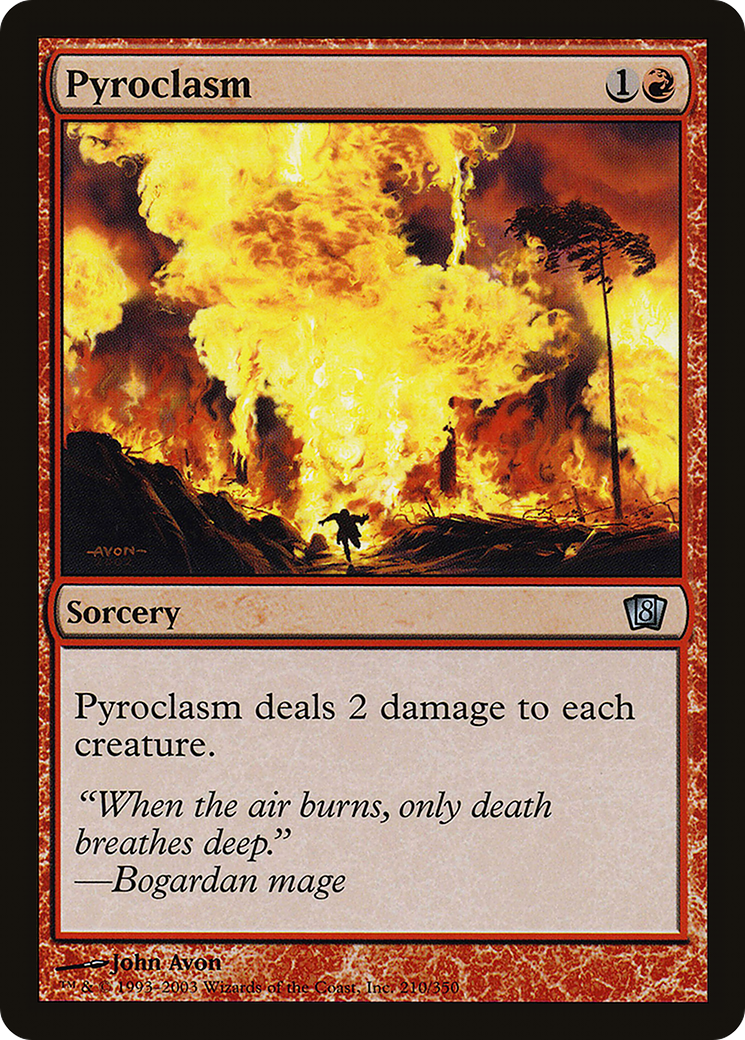 Pyroclasm 1
AVON
2002
Sorcery 8
Pyroclasm deals 2 damage to each
creature.
“When the air burns, only death
breathes deep.”
—Bogardan mage
John Avon
™ & © 1993–2003 Wizards of the Coast, Inc. 210/350